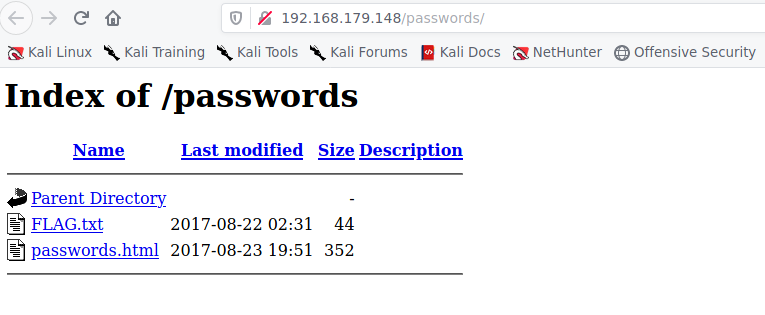 192.168.179.148/passwords/
Kali Linux Kali Training Kali Tools Kali Forums Kali Docs NetHunter Offensive Security
Index of /passwords
Name Last modified Size Description
Parent Directory -
FLAG.txt 2017-08-22 02:31 44
passwords.html 2017-08-23 19:51 352